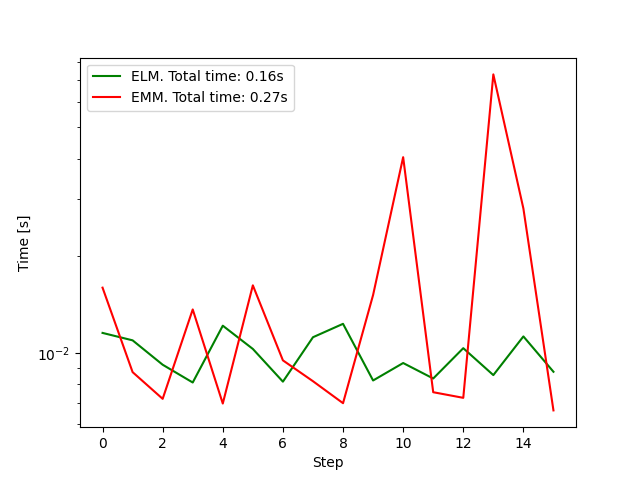 ELM. Total time: 0.16s
EMM. Total time: 0.27s
Time [s]
10⁻²
0 2 4 6 8 10 12 14
Step